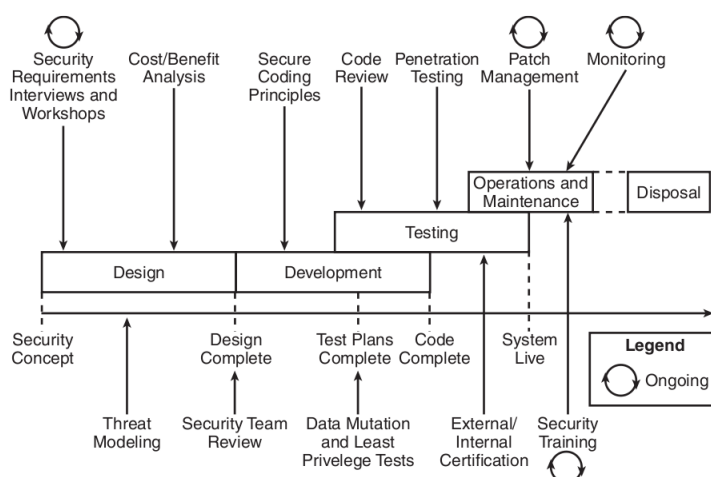 Security
Requirements
Interviews and
Workshops
Cost/Benefit
Analysis
Secure
Coding
Principles
Code
Review
Penetration
Testing
Patch
Management
Monitoring
Operations and
Maintenance
Disposal
Testing
Design
Development
Security
Concept
Design
Complete
Test Plans
Complete
Code
Complete
System
Live
Legend
Ongoing
Threat
Modeling
Security Team
Review
Data Mutation
and Least
Privelege Tests
External/
Internal
Certification
Security
Training